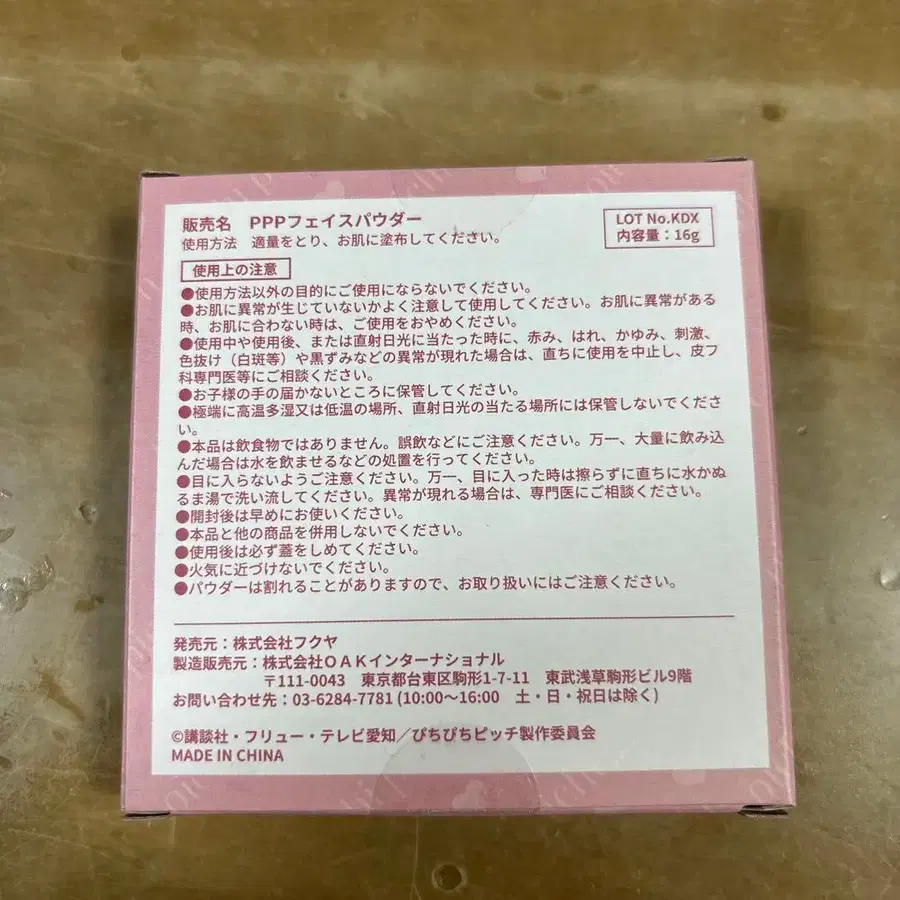 販売名 PPPフェイスパウダー
使用方法 適量をとり、お肌に塗布してください。
LOT No.KDX
内容量：16g
使用上の注意
●使用方法以外の目的にご使用にならないでください。
●お肌に異常が生じていないかよく注意して使用してください。お肌に異常がある
時、お肌に合わない時は、ご使用をおやめください。
●使用中や使用後、または直射日光に当たった時に、赤み、はれ、かゆみ、刺激、
色抜け（白斑等）や黒ずみなどの異常が現れた場合は、直ちに使用を中止し、皮フ
科専門医等にご相談ください。
●お子様の手の届かないところに保管してください。
●極端に高温多湿又は低温の場所、直射日光の当たる場所には保管しないでくださ
い。
●本品は飲食物ではありません。誤飲などにご注意ください。万一、大量に飲み込
んだ場合は水を飲ませるなどの処置を行ってください。
●目に入らないようご注意ください。万一、目に入った時は擦らずに直ちに水かぬ
るま湯で洗い流してください。異常が現れる場合は、専門医にご相談ください。
●開封後は早めにお使いください。
●本品と他の商品を併用しないでください。
●使用後は必ず蓋をしめてください。
●火気に近づけないでください。
●パウダーは割れることがありますので、お取り扱いにはご注意ください。
発売元：株式会社フクヤ
製造販売元：株式会社OAKインターナショナル
〒111-0043 東京都台東区駒形1-7-11 東武浅草駒形ビル9階
お問い合わせ先：03-6284-7781 (10:00～16:00 土・日・祝日は除く)
©講談社・フリュー・テレビ愛知／ぴちぴちピッチ製作委員会
MADE IN CHINA